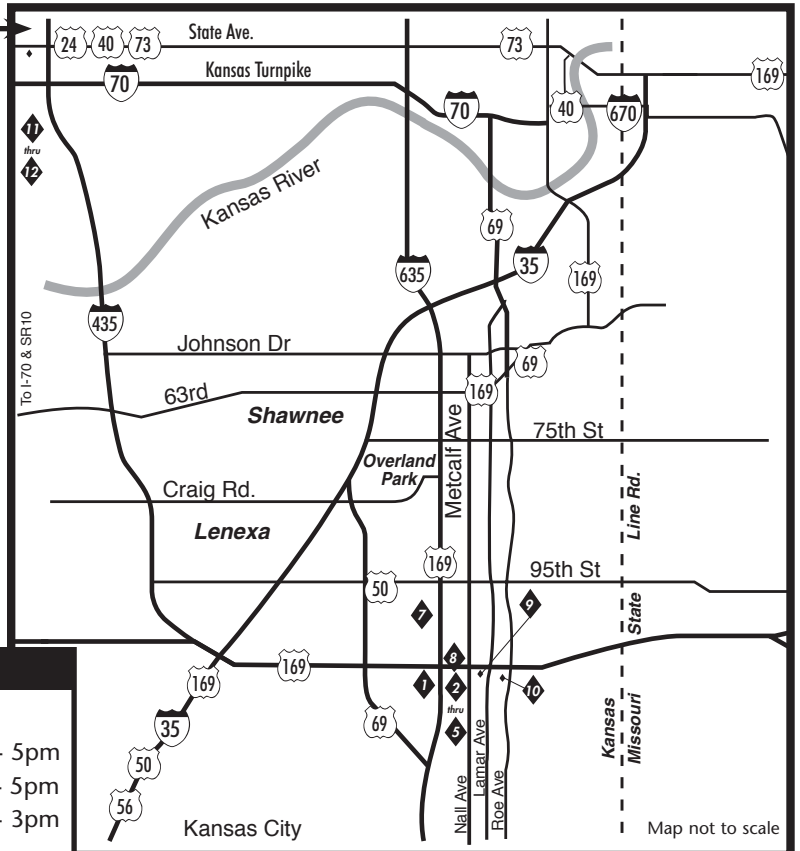 State Ave.
24 40 73
73
169
Kansas Turnpike
70
70
40
670
11
thru
12
Kansas River
69
635
35
169
To I-70 & SR10
435
Johnson Dr
69
63rd
169
Shawnee
Metcalf Ave
75th St
Overland
Park
Craig Rd.
Line Rd.
Lenexa
169
95th St
50
7
9
State
8
169
169
1
2
10
thru
5
69
35
Kansas
Missouri
Lamar Ave
- 5pm
50
- 5pm
Nall Ave
Roe Ave
- 3pm
56
Kansas City
Map not to scale